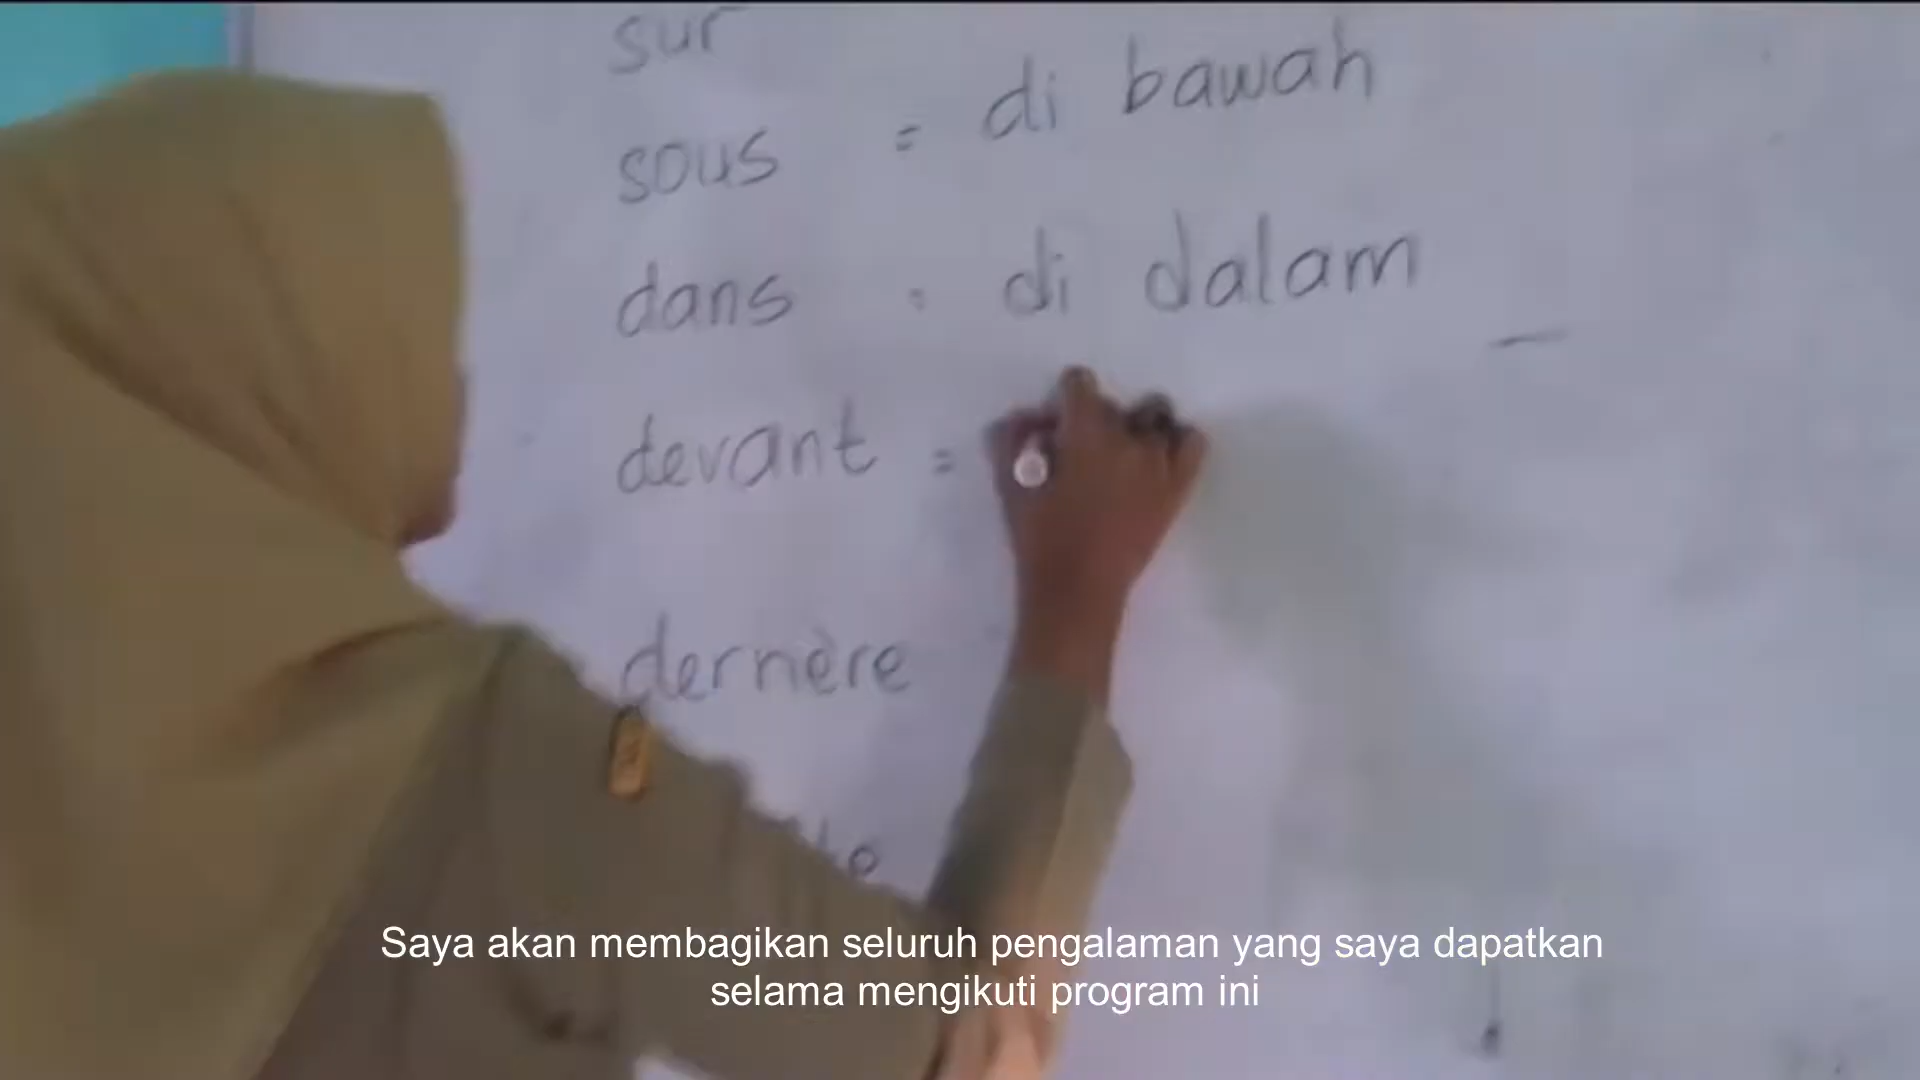 sur
sous = di bawah
dans = di dalam
devant =
dernère
Saya akan membagikan seluruh pengalaman yang saya dapatkan
selama mengikuti program ini